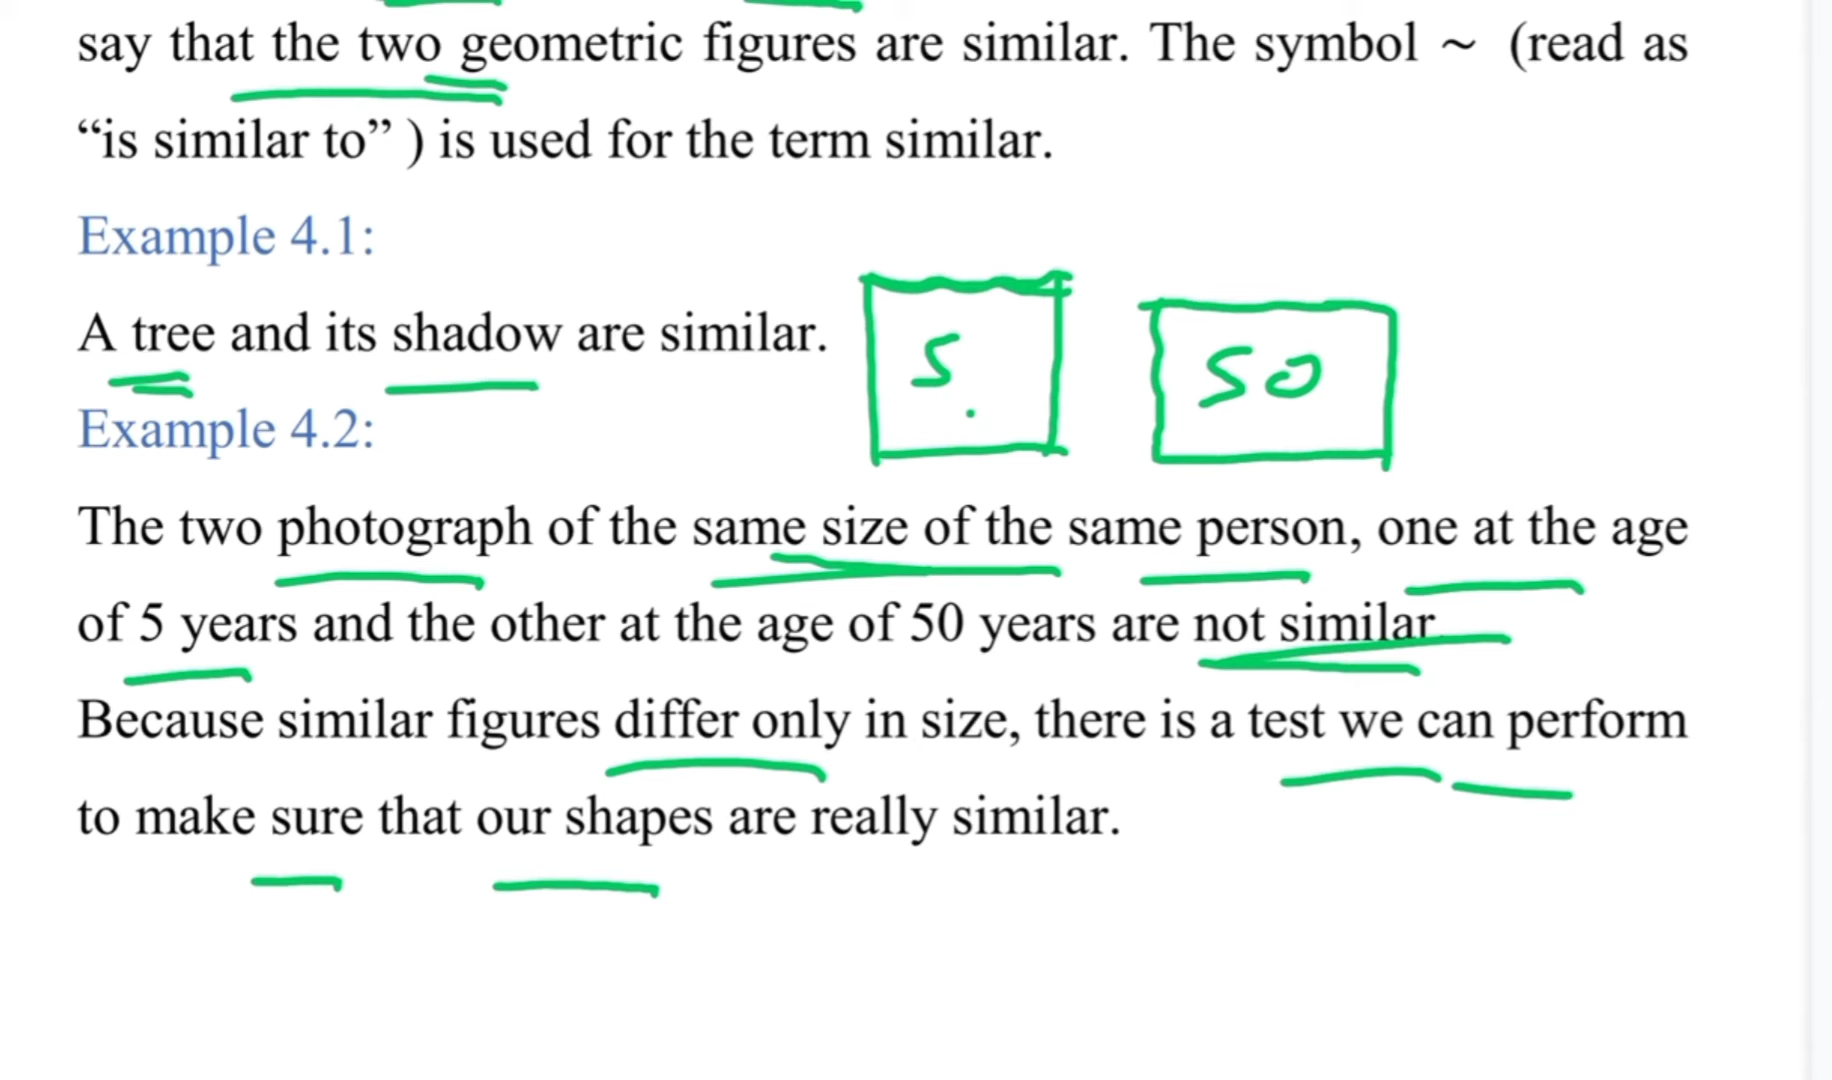 say that the two geometric figures are similar. The symbol ~ (read as
“is similar to” ) is used for the term similar.
Example 4.1:
A tree and its shadow are similar.
5
50
Example 4.2:
The two photograph of the same size of the same person, one at the age
of 5 years and the other at the age of 50 years are not similar
Because similar figures differ only in size, there is a test we can perform
to make sure that our shapes are really similar.